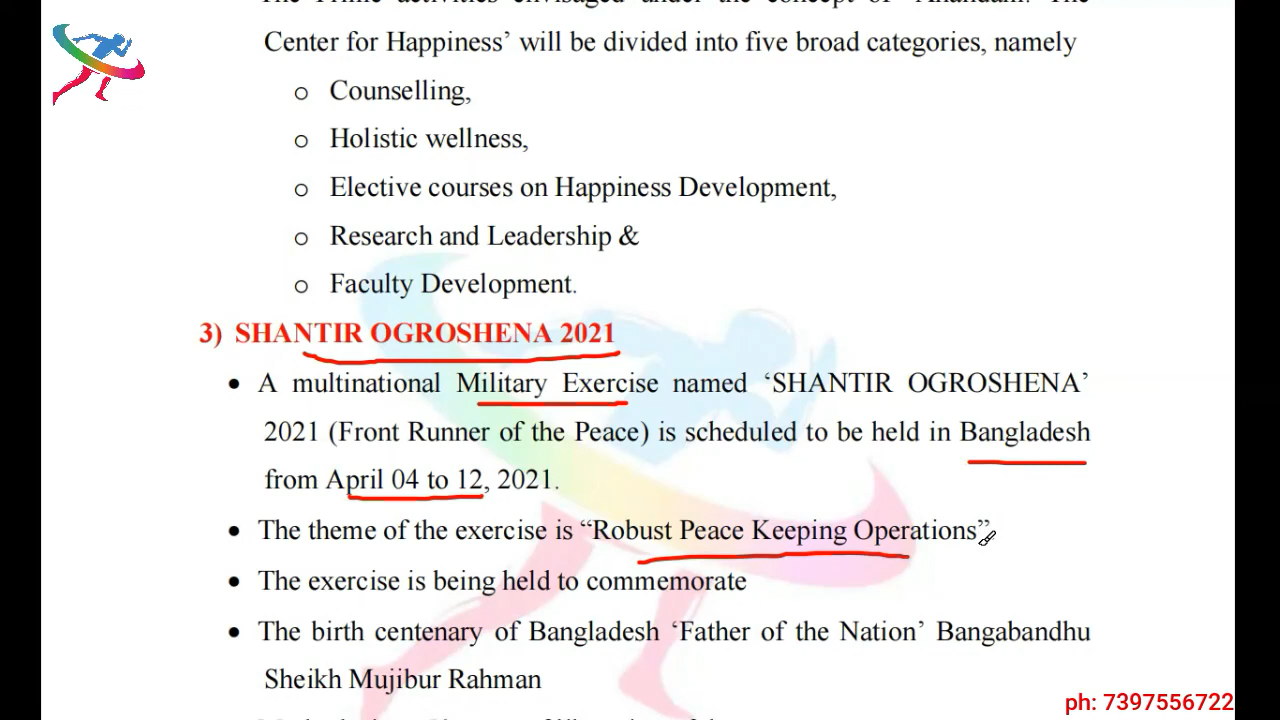 Center for Happiness’ will be divided into five broad categories, namely
o Counselling,
o Holistic wellness,
o Elective courses on Happiness Development,
o Research and Leadership &
o Faculty Development.
3) SHANTIR OGROSHENA 2021
• A multinational Military Exercise named ‘SHANTIR OGROSHENA’
2021 (Front Runner of the Peace) is scheduled to be held in Bangladesh
from April 04 to 12, 2021.
• The theme of the exercise is “Robust Peace Keeping Operations”
• The exercise is being held to commemorate
• The birth centenary of Bangladesh ‘Father of the Nation’ Bangabandhu
Sheikh Mujibur Rahman
ph: 7397556722